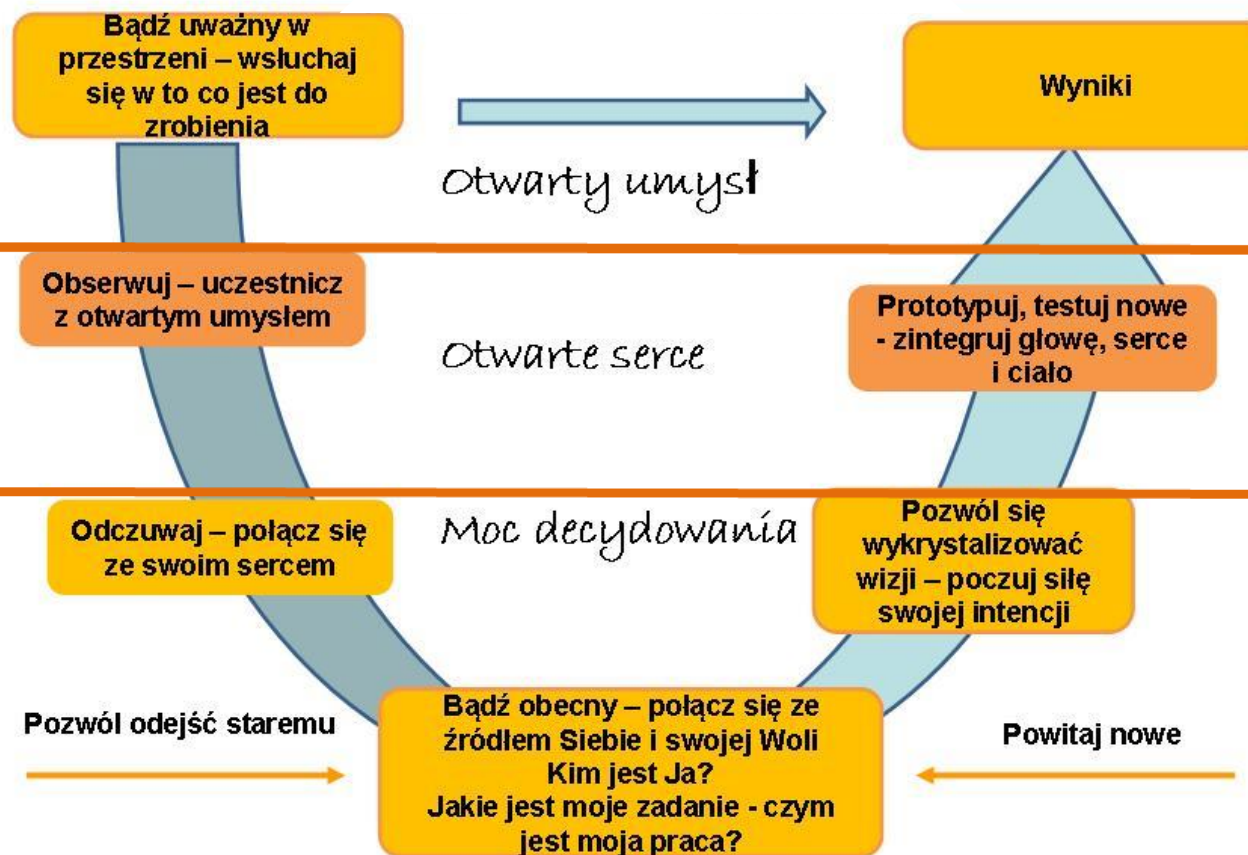 Bądź uważny w
przestrzeni – wsłuchaj
się w to co jest do
zrobienia
Wyniki
Otwarty umysł
Obserwuj – uczestnicz
z otwartym umysłem
Otwarte serce
Prototypuj, testuj nowe
- zintegruj głowę, serce
i ciało
Odczuwaj – połącz się
ze swoim sercem
Moc decydowania
Pozwól się
wykrystalizować
wizji – poczuj siłę
swojej intencji
Pozwól odejść staremu
Bądź obecny – połącz się ze
źródłem Siebie i swojej Woli
Kim jest Ja?
Jakie jest moje zadanie - czym
jest moja praca?
Powitaj nowe